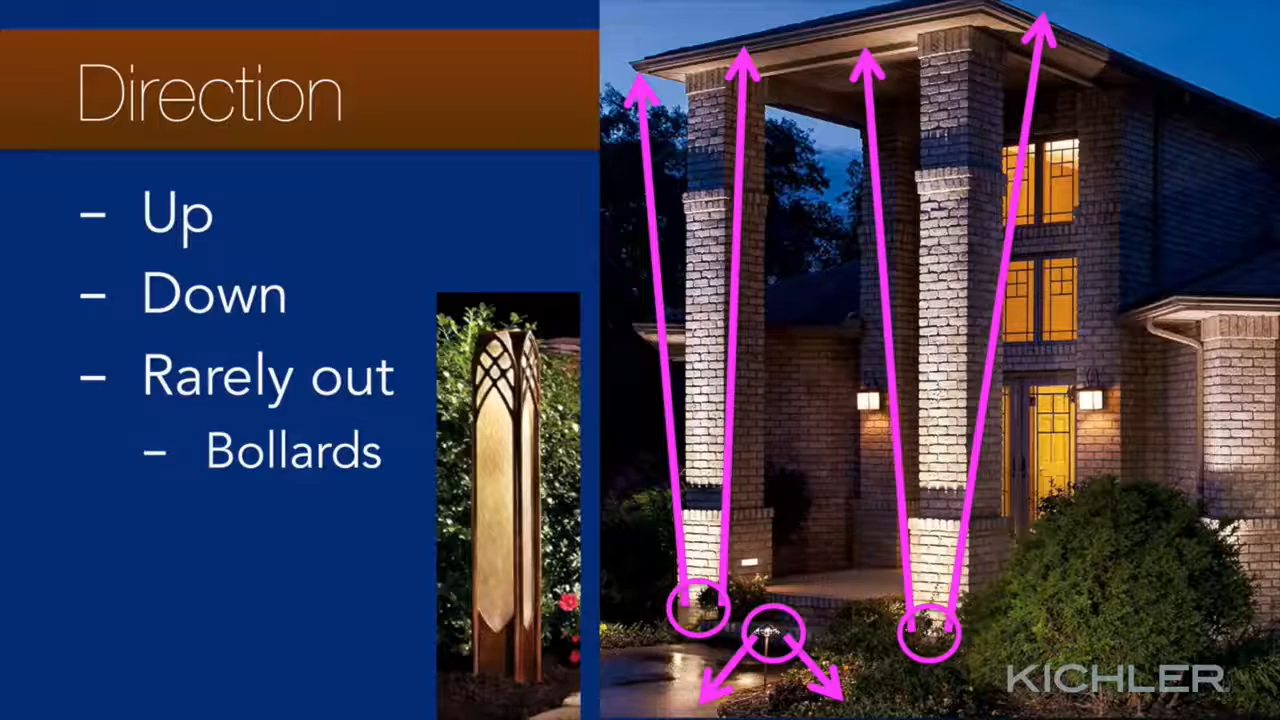 Direction
– Up
– Down
– Rarely out
– Bollards
KICHLER